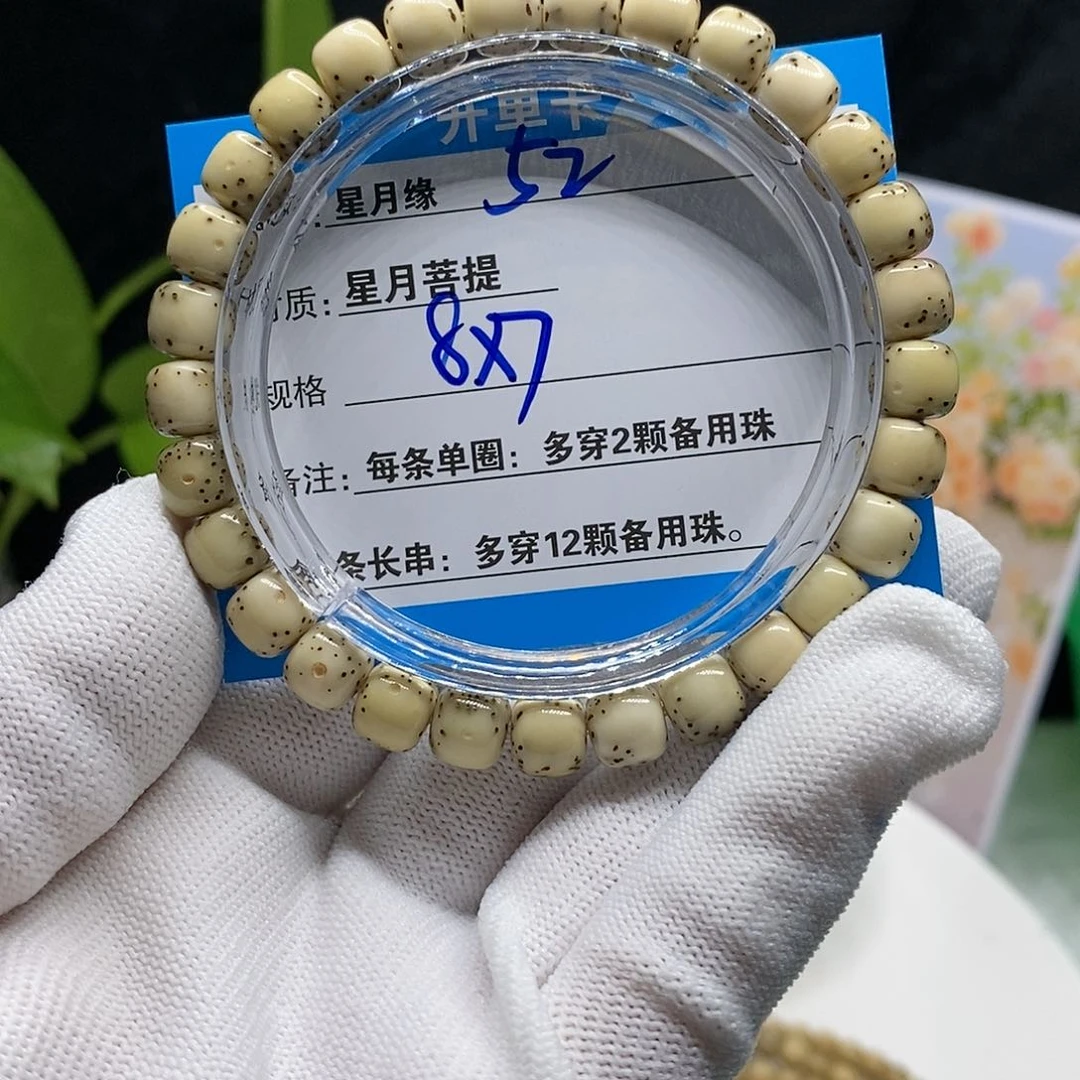 开重卡
: 星月缘 52
材质: 星月菩提
8X7
规格
备注: 每条单圈: 多穿2颗备用珠
条长串: 多穿12颗备用珠。